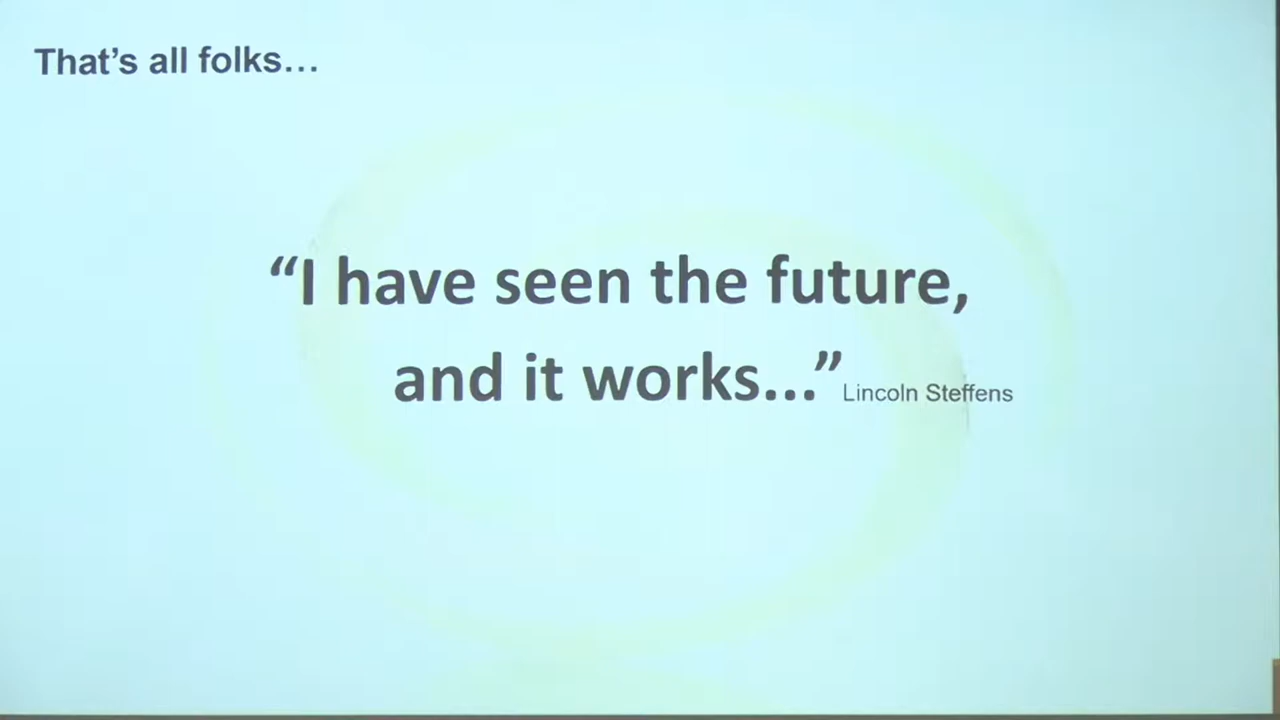 That’s all folks…
“I have seen the future,
and it works…” Lincoln Steffens